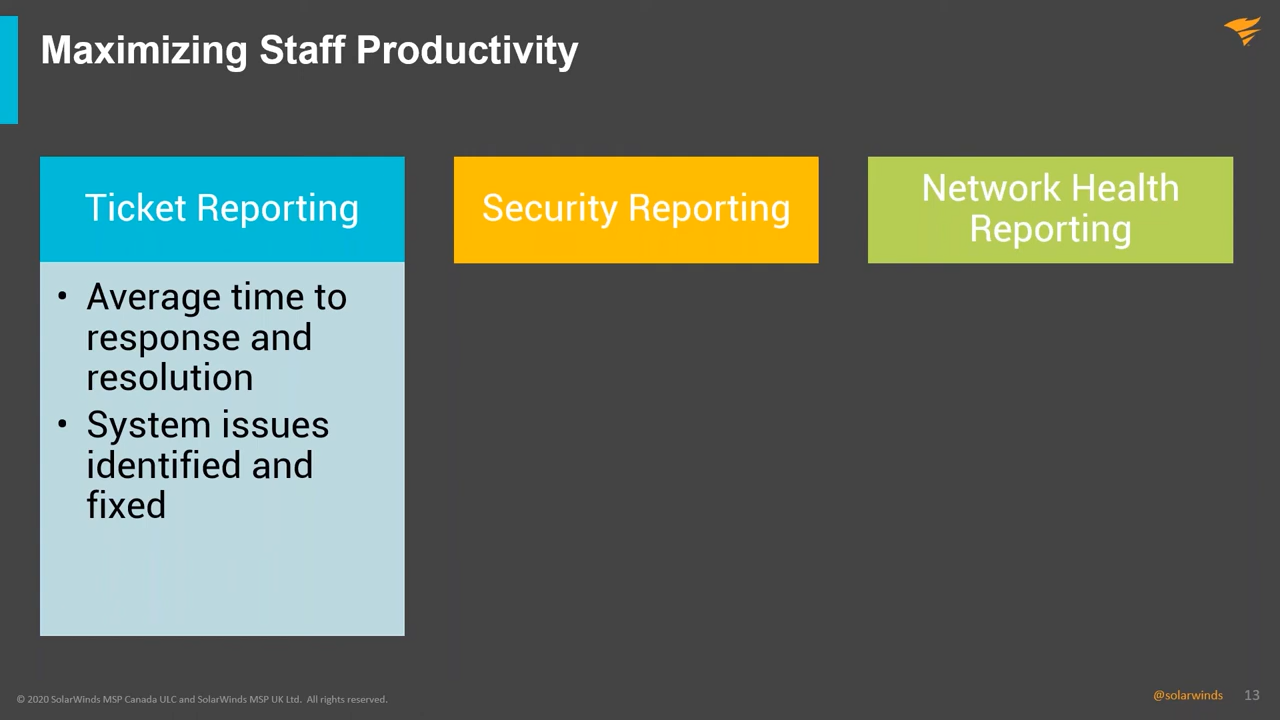 Maximizing Staff Productivity
Ticket Reporting
• Average time to
response and
resolution
• System issues
identified and
fixed
Security Reporting
Network Health
Reporting
© 2020 SolarWinds MSP Canada ULC and SolarWinds MSP UK Ltd. All rights reserved.
@solarwinds
13